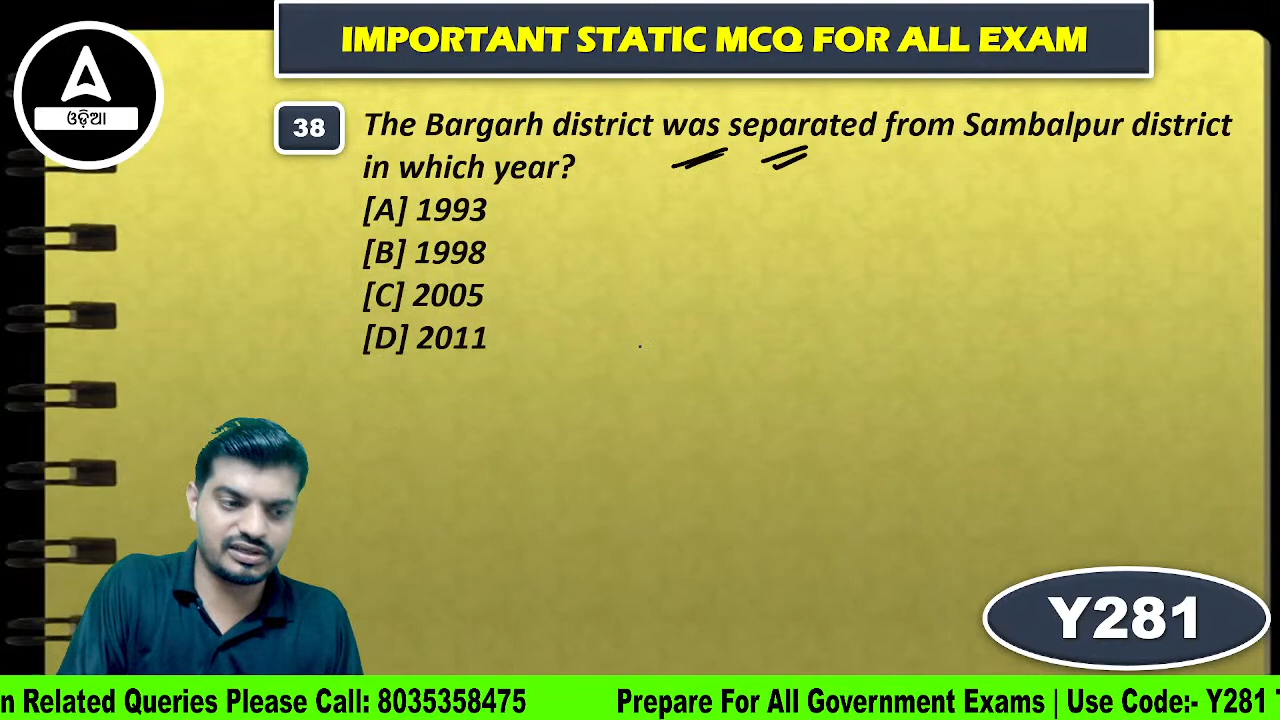 IMPORTANT STATIC MCQ FOR ALL EXAM
ଓଡ଼ିଆ
38
The Bargarh district was separated from Sambalpur district
in which year?
[A] 1993
[B] 1998
[C] 2005
[D] 2011
Y281
n Related Queries Please Call: 8035358475 Prepare For All Government Exams | Use Code:- Y281